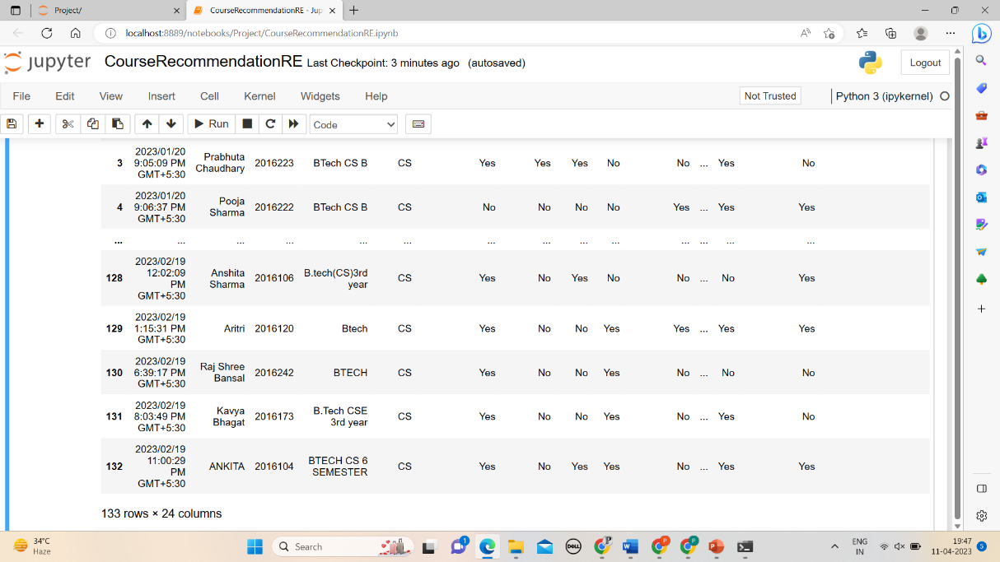 Project/
CourseRecommendationRE - Jup
localhost:8889/notebooks/Project/CourseRecommendationRE.ipynb
jupyter CourseRecommendationRE Last Checkpoint: 3 minutes ago (autosaved)
Logout
File Edit View Insert Cell Kernel Widgets Help
Not Trusted
Python 3 (ipykernel)
Run
Code
2023/01/20
3 9:05:09 PM Prabhuta Chaudhary 2016223 BTech CS B CS Yes Yes Yes No No ... Yes No
GMT+5:30
2023/01/20
4 9:06:37 PM Pooja Sharma 2016222 BTech CS B CS No No No No Yes ... Yes Yes
GMT+5:30
... ... ... ... ... ... ... ... ... ... ... ... ... ...
2023/02/19
128 12:02:09 PM Anshita Sharma 2016106 B.tech(CS)3rd year CS Yes No Yes No No ... No Yes
GMT+5:30
2023/02/19
129 1:15:31 PM Aritri 2016120 Btech CS Yes No No Yes Yes ... Yes Yes
GMT+5:30
2023/02/19
130 6:39:17 PM Raj Shree Bansal 2016242 BTECH CS Yes No No Yes No ... No No
GMT+5:30
2023/02/19
131 8:03:49 PM Kavya Bhagat 2016173 B.Tech CSE 3rd year CS Yes No No Yes No ... Yes No
GMT+5:30
2023/02/19
132 11:00:29 PM ANKITA 2016104 BTECH CS 6 SEMESTER CS Yes No Yes Yes No ... Yes Yes
GMT+5:30
133 rows × 24 columns
34°C
Haze
Search
1
DELL
P
P
P
P
W
ENG
IN
19:47
11-04-2023
5